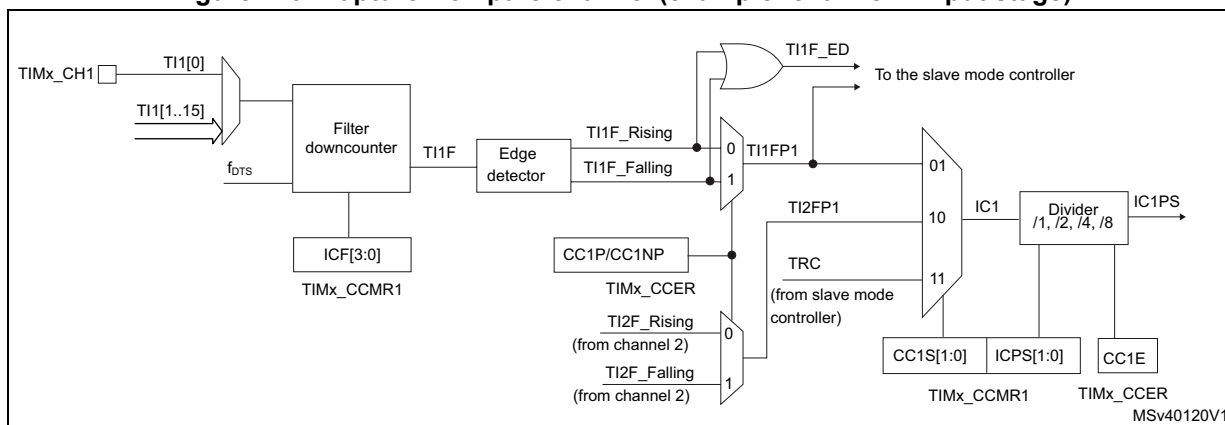 TI1F_ED
TI1[0]
TIMx_CH1
To the slave mode controller
TI1[1..15]
Filter
downcounter
TI1F_Rising
0
TI1FP1
TI1F
Edge
detector
01
TI1F_Falling
1
fDTS
IC1PS
TI2FP1
IC1
Divider
/1, /2, /4, /8
10
ICF[3:0]
CC1P/CC1NP
TRC
TIMx_CCMR1
TIMx_CCER
11
(from slave mode
controller)
TI2F_Rising
0
(from channel 2)
CC1S[1:0]
ICPS[1:0]
CC1E
TI2F_Falling
1
(from channel 2)
TIMx_CCMR1
TIMx_CCER
MSv40120V1